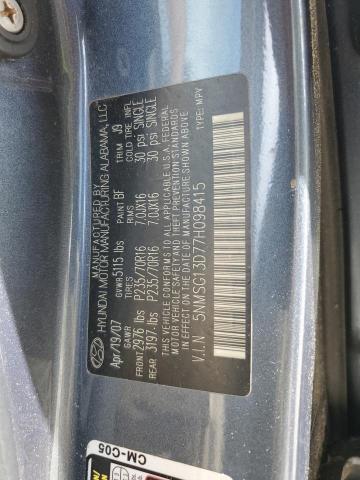 MANUFACTURED BY
HYUNDAI MOTOR MANUFACTURING ALABAMA, LLC
Apr/19/07 PAINT BF TRIM J9
GVWR 5115 lbs
GAWR TIRES RIMS COLD TIRE INFL
FRONT 2976 lbs P235/70R16 7.0JX16 30 psi SINGLE
REAR 3197 lbs P235/70R16 7.0JX16 30 psi SINGLE
THIS VEHICLE CONFORMS TO ALL APPLICABLE U.S.A. FEDERAL
MOTOR VEHICLE SAFETY AND THEFT PREVENTION STANDARDS
IN EFFECT ON THE DATE OF MANUFACTURE SHOWN ABOVE.
V.I.N: 5NMSG13D77H099415 TYPE: MPV
CM-C05